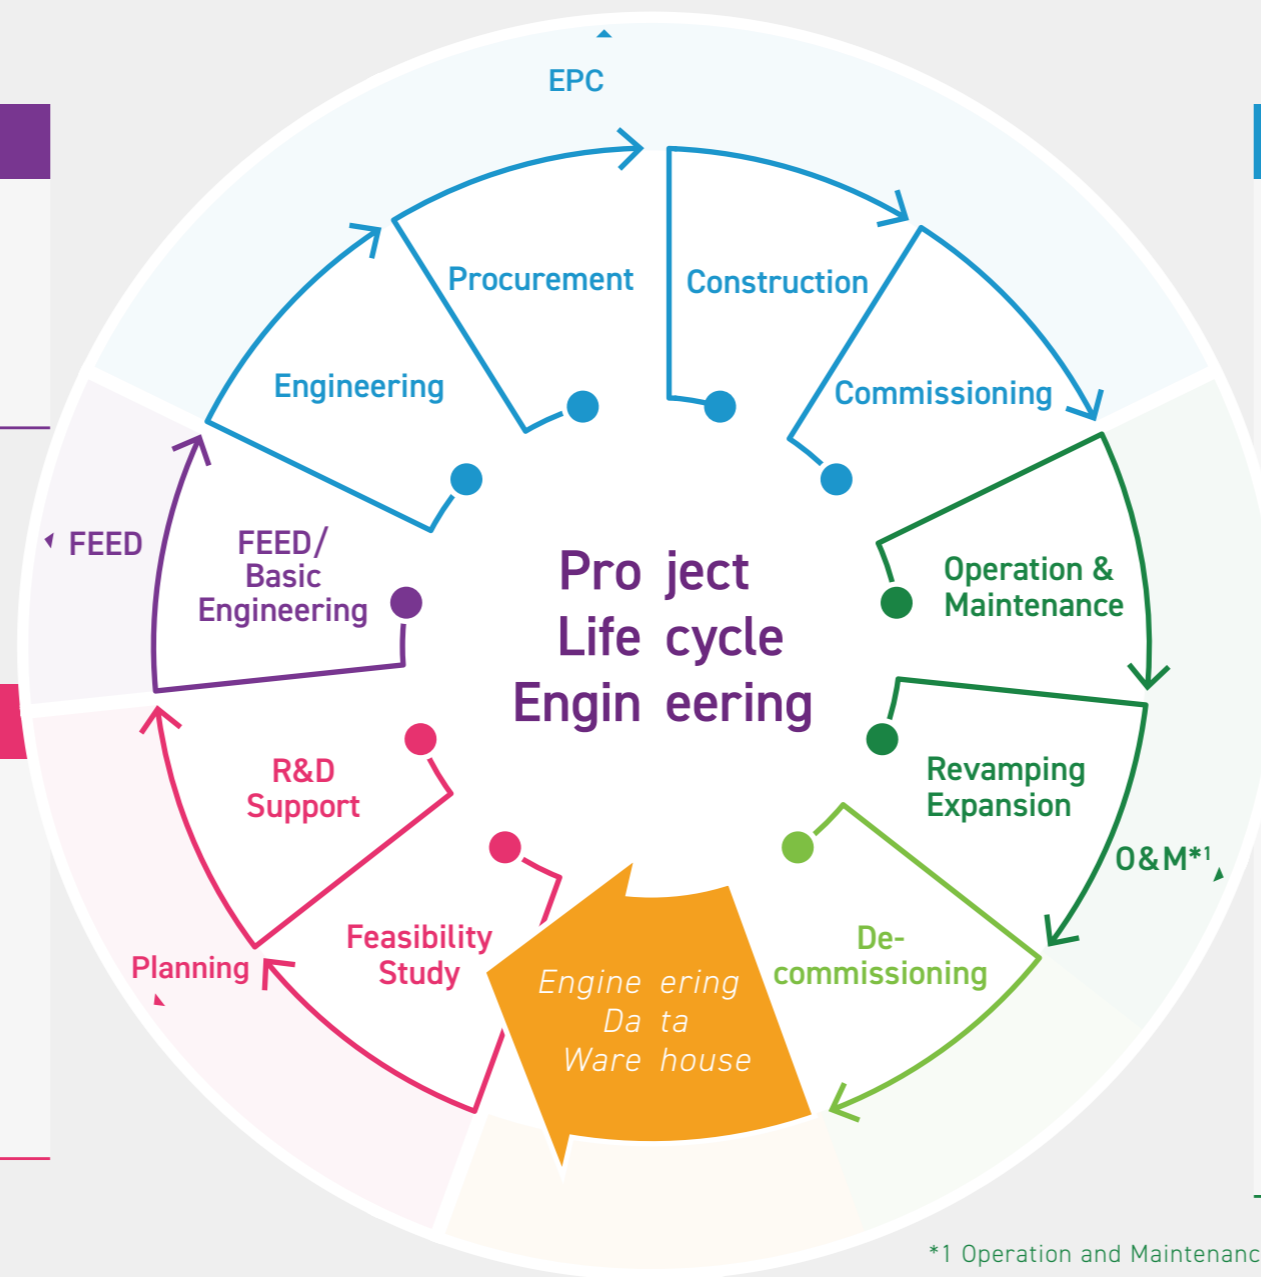 EPC
Procurement
Construction
Engineering
Commissioning
FEED
FEED/
Basic
Engineering
Pro ject
Life cycle
Engin eering
Operation &
Maintenance
R&D
Support
Revamping
Expansion
O&M*1
Planning
Feasibility
Study
Engine ering
Da ta
Ware house
De-
commissioning
*1 Operation and Maintenanc